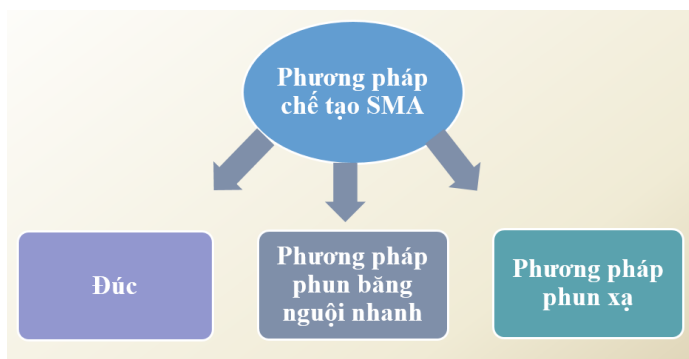 Phương pháp
chế tạo SMA
Đúc
Phương pháp
phun băng
nguội nhanh
Phương pháp
phun xạ